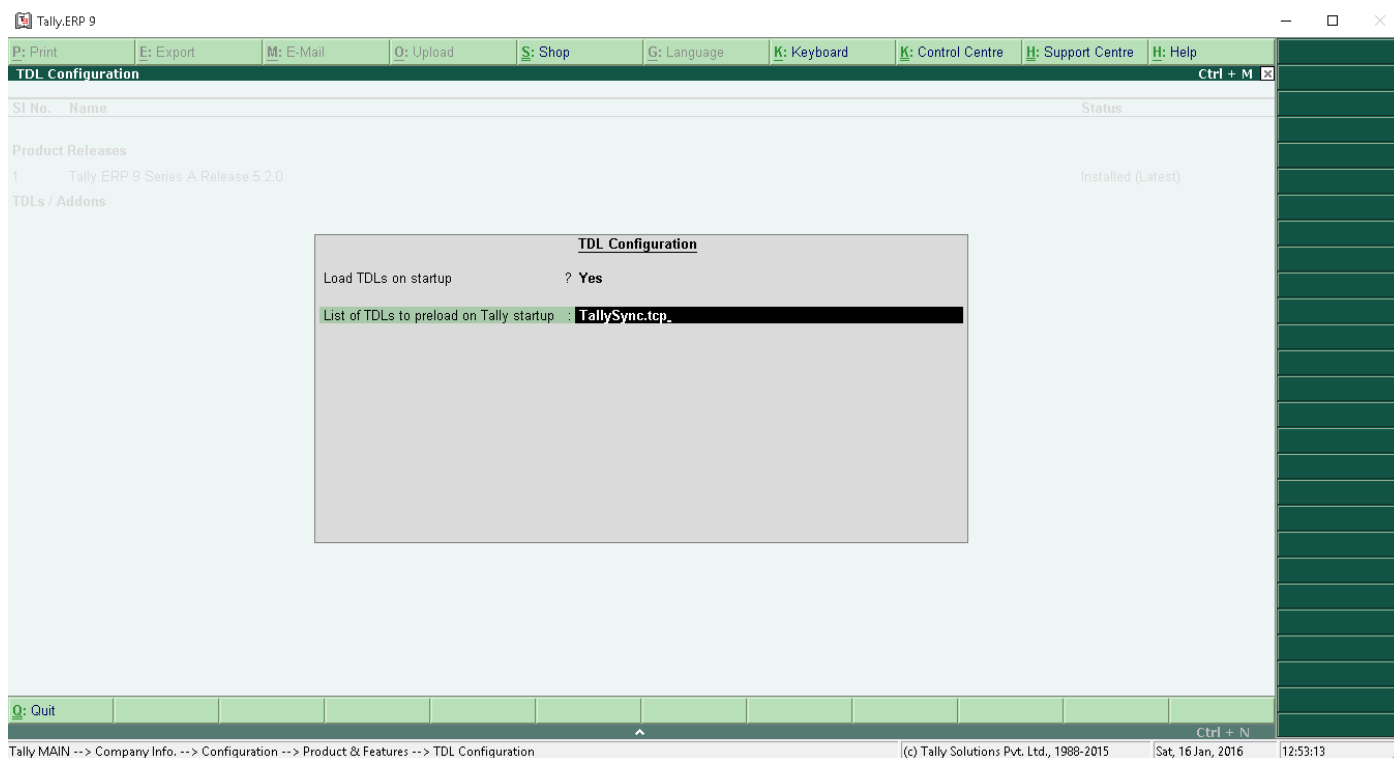 Tally.ERP 9
P: Print E: Export M: E-Mail O: Upload S: Shop G: Language K: Keyboard K: Control Centre H: Support Centre H: Help
TDL Configuration Ctrl + M
Sl No. Name Status
Product Releases
1 Tally.ERP 9 Series A Release 5.2.0 Installed (Latest)
TDLs / Addons
TDL Configuration
Load TDLs on startup ? Yes
List of TDLs to preload on Tally startup : TallySync.tcp_
Q: Quit
Ctrl + N
Tally MAIN --> Company Info. --> Configuration --> Product & Features --> TDL Configuration (c) Tally Solutions Pvt. Ltd., 1988-2015 Sat, 16 Jan, 2016 12:53:13